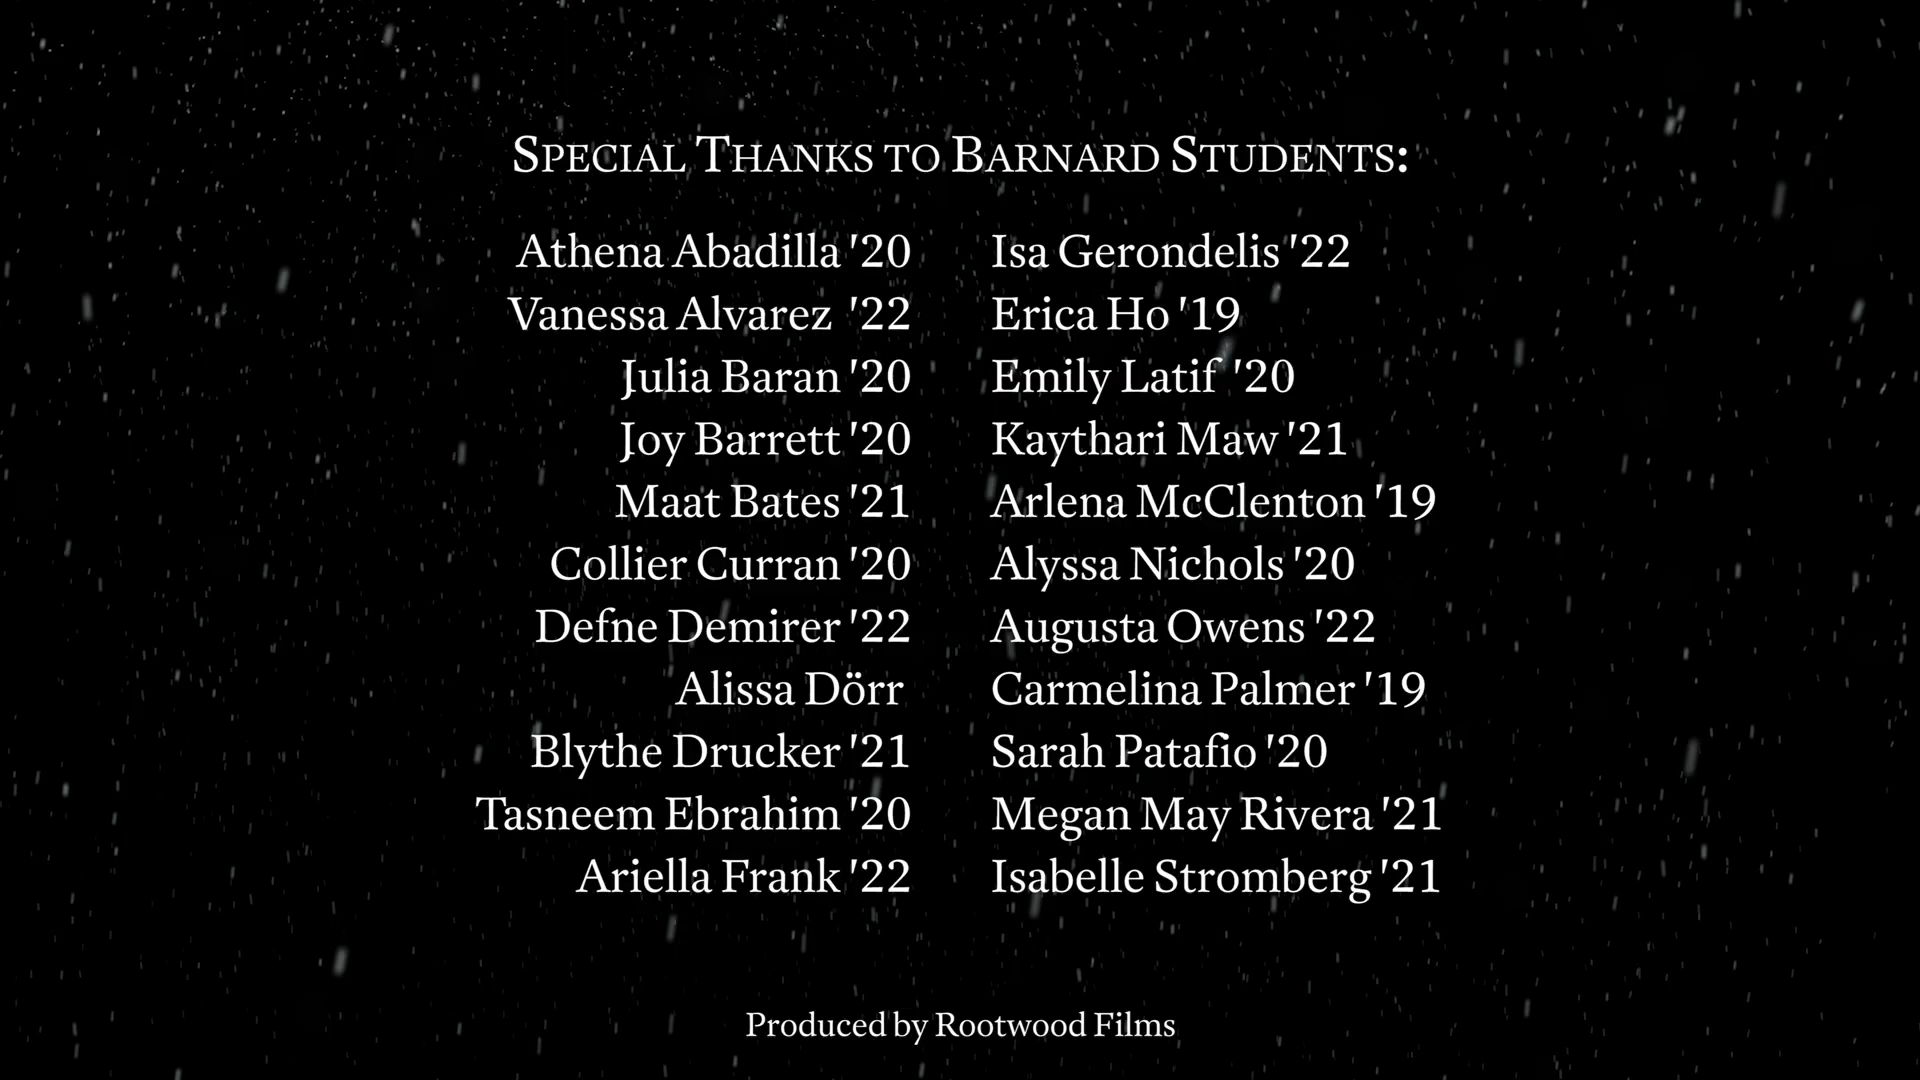 SPECIAL THANKS TO BARNARD STUDENTS:
Athena Abadilla '20
Vanessa Alvarez '22
Julia Baran '20
Joy Barrett '20
Maat Bates '21
Collier Curran '20
Defne Demirer '22
Alissa Dörr
Blythe Drucker '21
Tasneem Ebrahim '20
Ariella Frank '22
Isa Gerondelis '22
Erica Ho '19
Emily Latif '20
Kaythari Maw '21
Arlena McClenton '19
Alyssa Nichols '20
Augusta Owens '22
Carmelina Palmer '19
Sarah Patafio '20
Megan May Rivera '21
Isabelle Stromberg '21
Produced by Rootwood Films